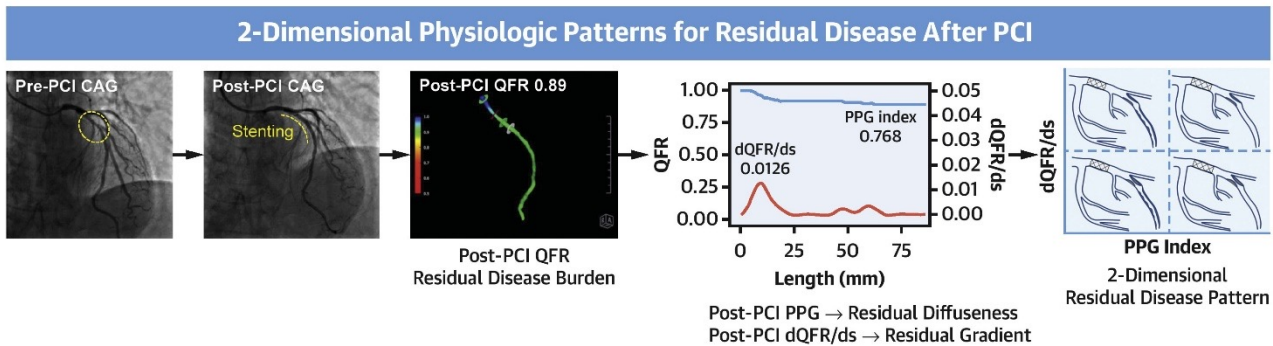 2-Dimensional Physiologic Patterns for Residual Disease After PCI
Pre-PCI CAG
Post-PCI CAG
Stenting
Post-PCI QFR 0.89
Post-PCI QFR
Residual Disease Burden
QFR
1.00
0.75
0.50
0.25
0.00
PPG index
0.768
dQFR/ds
0.0126
0.05
0.04
0.03
0.02
0.01
0.00
dQFR/ds
0
25
50
75
Length (mm)
Post-PCI PPG → Residual Diffuseness
Post-PCI dQFR/ds → Residual Gradient
dQFR/ds
PPG Index
2-Dimensional
Residual Disease Pattern